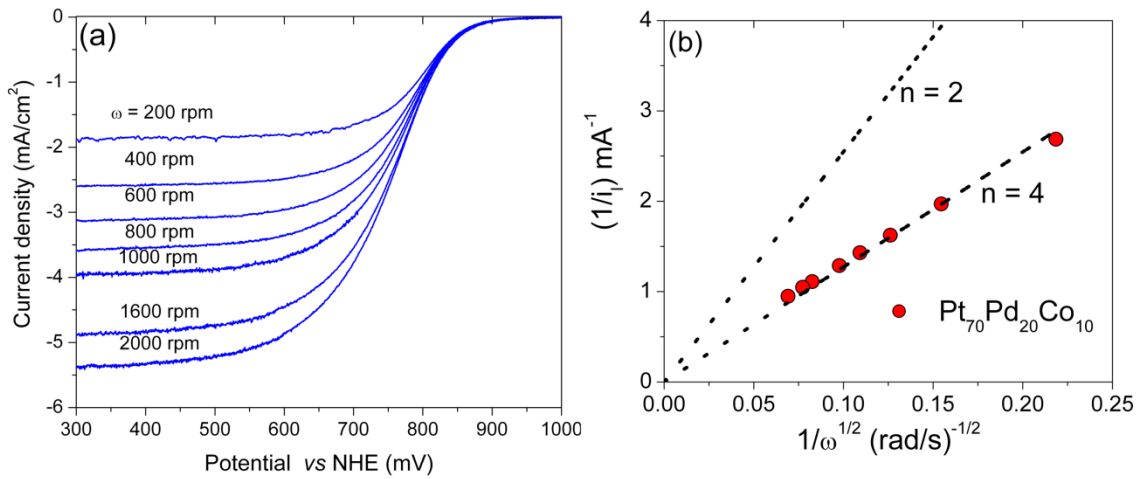 (a)
0
-1
-2
-3
-4
-5
-6
Current density (mA/cm²)
ω = 200 rpm
400 rpm
600 rpm
800 rpm
1000 rpm
1600 rpm
2000 rpm
300 400 500 600 700 800 900 1000
Potential vs NHE (mV)
(b)
4
3
2
1
0
(1/iₗ) mA⁻¹
n = 2
n = 4
Pt₇₀Pd₂₀Co₁₀
0.00 0.05 0.10 0.15 0.20 0.25
1/ω^1/2 (rad/s)^-1/2